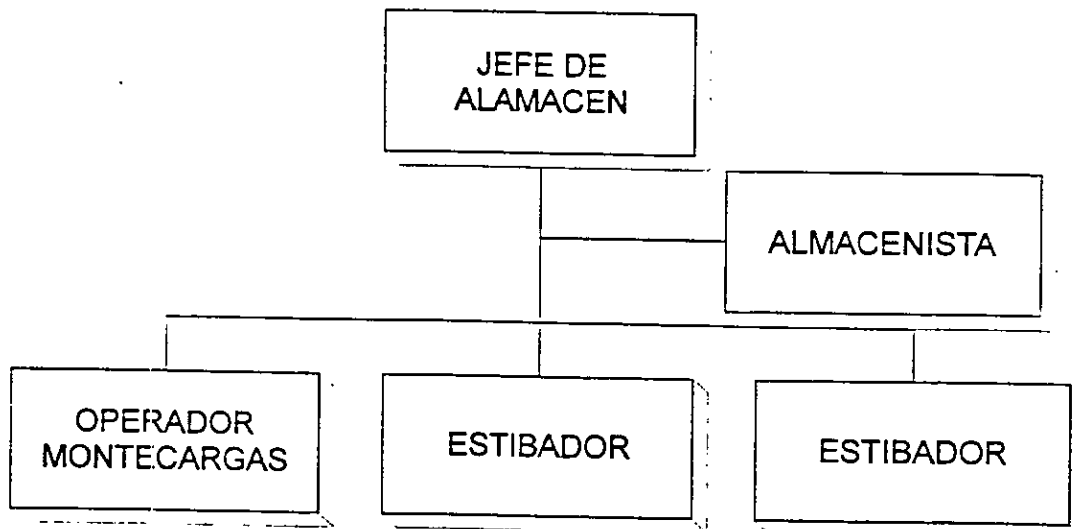 JEFE DE
ALAMACEN
ALMACENISTA
OPERADOR
MONTECARGAS
ESTIBADOR
ESTIBADOR